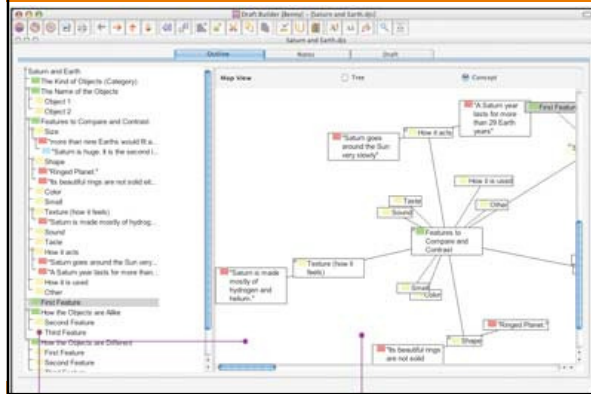 Draft Builder [Benny] - [Saturn and Earth.djs]
Saturn and Earth.djs
Outline
Notes
Draft
Saturn and Earth
The Kind of Objects (Category)
The Name of the Objects
Object 1
Object 2
Features to Compare and Contrast
Size
"more than nine Earths would fit a...
"Saturn is huge. It is the second l...
Shape
"Ringed Planet."
"Its beautiful rings are not solid wit...
Color
Small
Texture (how it feels)
"Saturn is made mostly of hydrog...
Sound
Taste
How it acts
"Saturn goes around the Sun very...
"A Saturn year lasts for more than...
How it is used
Other
First Feature
How the Objects are Alike
Second Feature
Third Feature
How the Objects are Different
First Feature
Second Feature
Third Feature
Map View
Tree
Concept
"A Saturn year
lasts for more
than 29 Earth
years"
First Featur
How it acts
"Saturn goes
around the Sun
very slowly"
How it is used
Taste
Sound
Other
Features to
Compare and
Contrast
Texture (how it
feels)
"Saturn is made
mostly of
hydrogen and
helium."
Small
Color
"Ringed Planet."
Shape
"Its beautiful rings
are not solid